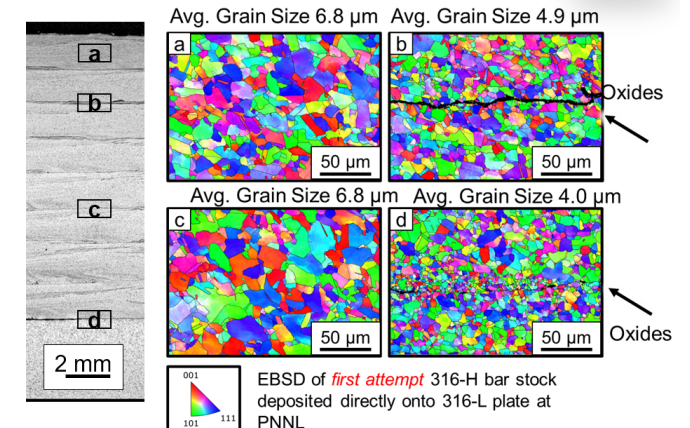 Avg. Grain Size 6.8 µm
Avg. Grain Size 4.9 µm
a
b
c
d
2 mm
a
50 µm
b
50 µm
Oxides
Avg. Grain Size 6.8 µm
Avg. Grain Size 4.0 µm
c
50 µm
d
50 µm
Oxides
001
101
111
EBSD of first attempt 316-H bar stock
deposited directly onto 316-L plate at
PNNL